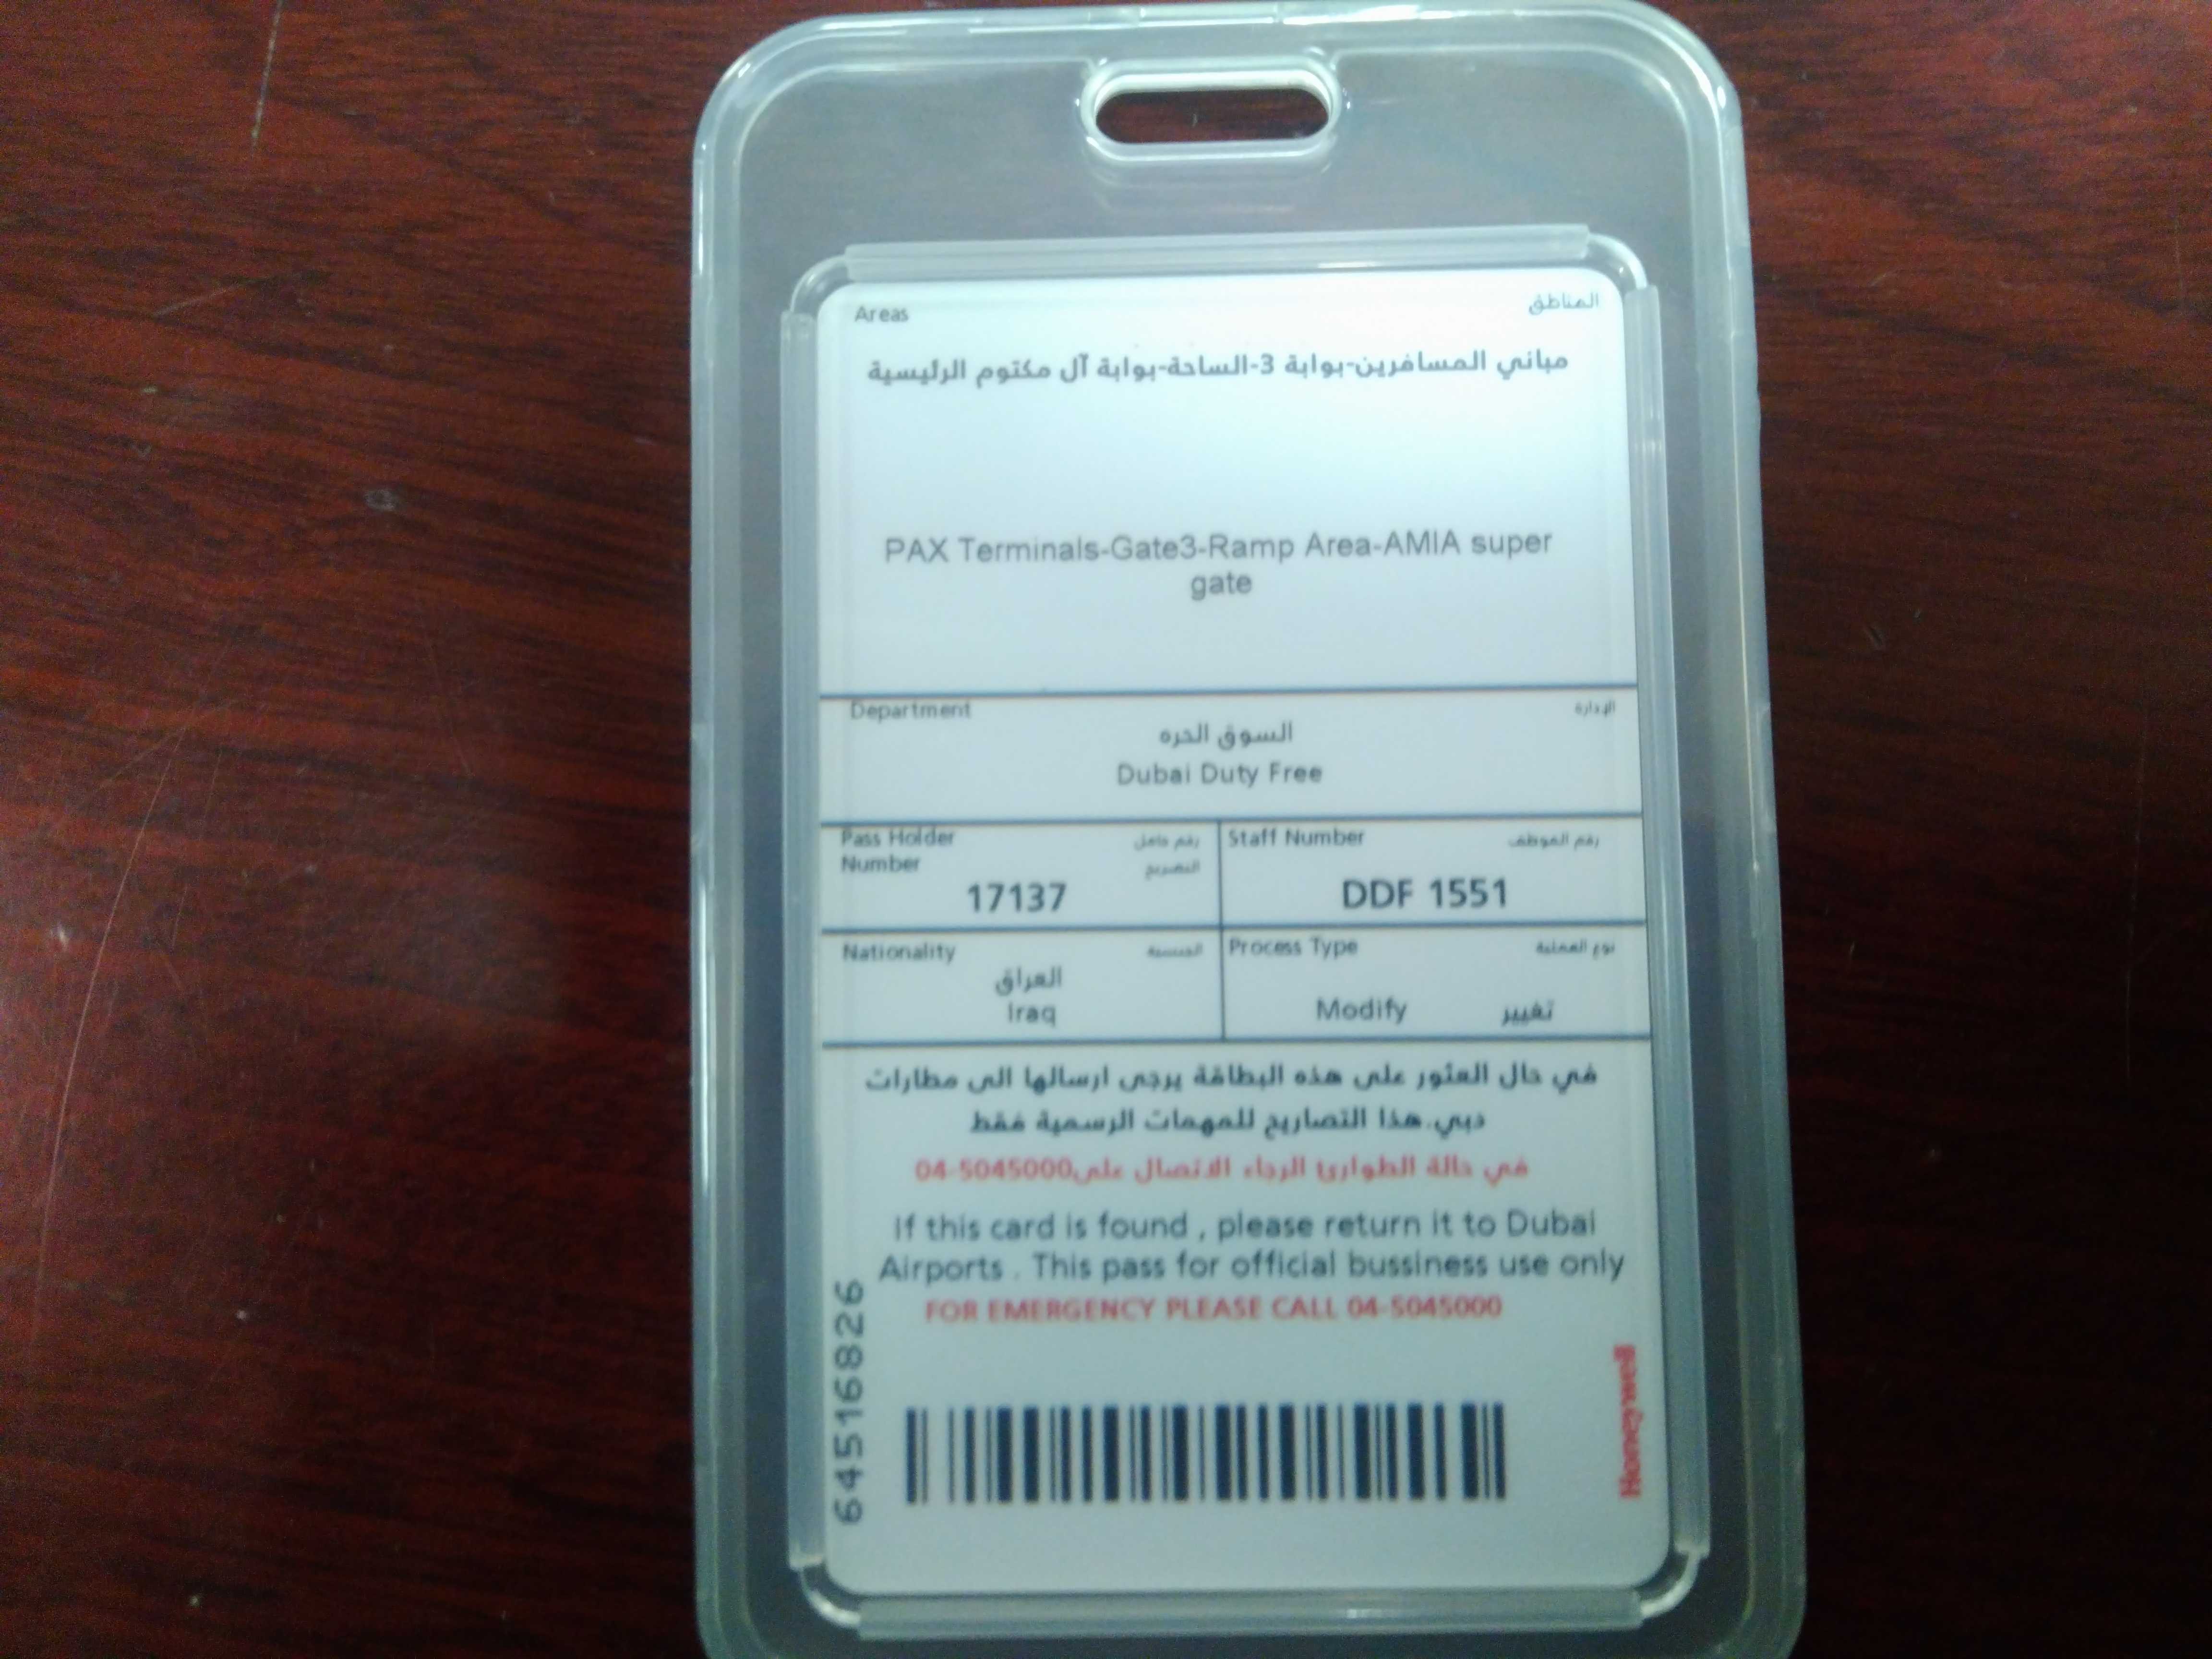 Areas المناطق
مباني المسافرين-بوابة 3-الساحة-بوابة آل مكتوم الرئيسية
PAX Terminals-Gate3-Ramp Area-AMIA super
gate
Department الإدارة
السوق الحره
Dubai Duty Free
Pass Holder رقم حامل
Number التصريح
17137
Staff Number رقم الموظف
DDF 1551
Nationality الجنسية
العراق
Iraq
Process Type نوع العملية
Modify تغيير
في حال العثور على هذه البطاقة يرجى ارسالها الى مطارات
دبي.هذا التصاريح للمهمات الرسمية فقط
في حالة الطوارئ الرجاء الاتصال على04-5045000
If this card is found , please return it to Dubai
Airports . This pass for official bussiness use only
FOR EMERGENCY PLEASE CALL 04-5045000
64516826
Honeywell